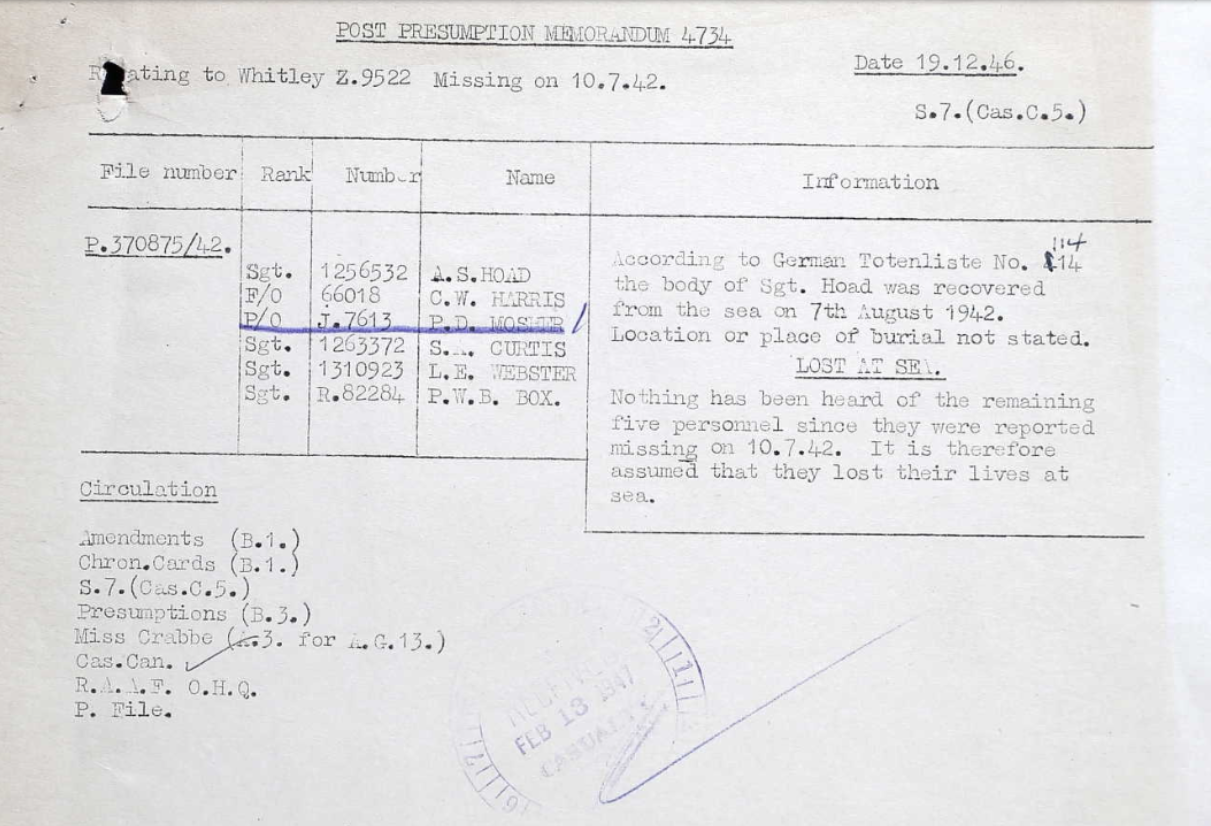 POST PRESUMPTION MEMORANDUM 4734
Relating to Whitley Z.9522 Missing on 10.7.42.
Date 19.12.46.
S.7.(Cas.C.5.)
File number Rank Number Name Information
P.370875/42.
Sgt. 1256532 A.S.HOAD
F/O 66018 C.W. HARRIS
P/O J.7613 P.D. MOSHER
Sgt. 1263372 CURTIS
Sgt. 1310923 L.E. WEBSTER
Sgt. R.82284 P.W.B. BOX.
According to German Totenliste No. 114
the body of Sgt. Hoad was recovered
from the sea on 7th August 1942.
Location or place of burial not stated.
LOST AT SEA.
Nothing has been heard of the remaining
five personnel since they were reported
missing on 10.7.42. It is therefore
assumed that they lost their lives at
sea.
Circulation
Amendments (B.1.)
Chron.Cards (B.1.)
S.7.(Cas.C.5.)
Presumptions (B.3.)
Miss Crabbe (A.3. for A.G.13.)
Cas.Can.
R.A.A.F. O.H.Q.
P. File.
FEB 13 1947
CASUALTY